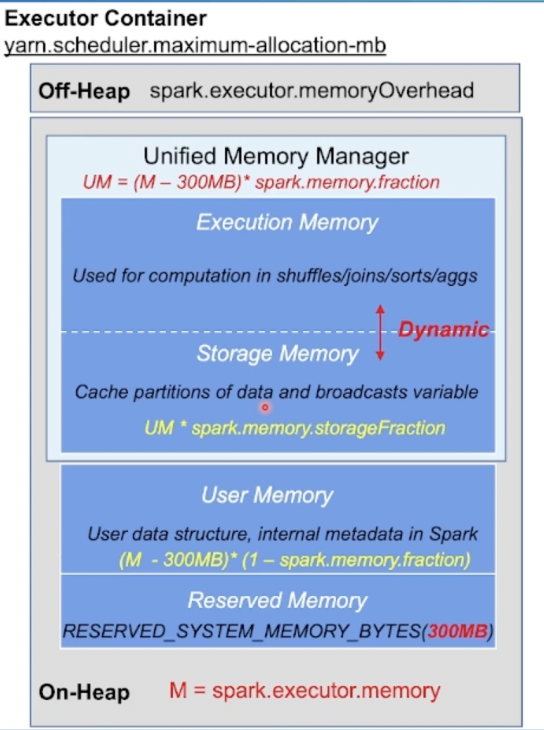 Executor Container
yarn.scheduler.maximum-allocation-mb
Off-Heap spark.executor.memoryOverhead
Unified Memory Manager
UM = (M – 300MB)* spark.memory.fraction
Execution Memory
Used for computation in shuffles/joins/sorts/aggs
Dynamic
Storage Memory
Cache partitions of data and broadcasts variable
UM * spark.memory.storageFraction
User Memory
User data structure, internal metadata in Spark
(M - 300MB)* (1 – spark.memory.fraction)
Reserved Memory
RESERVED_SYSTEM_MEMORY_BYTES(300MB)
On-Heap M = spark.executor.memory